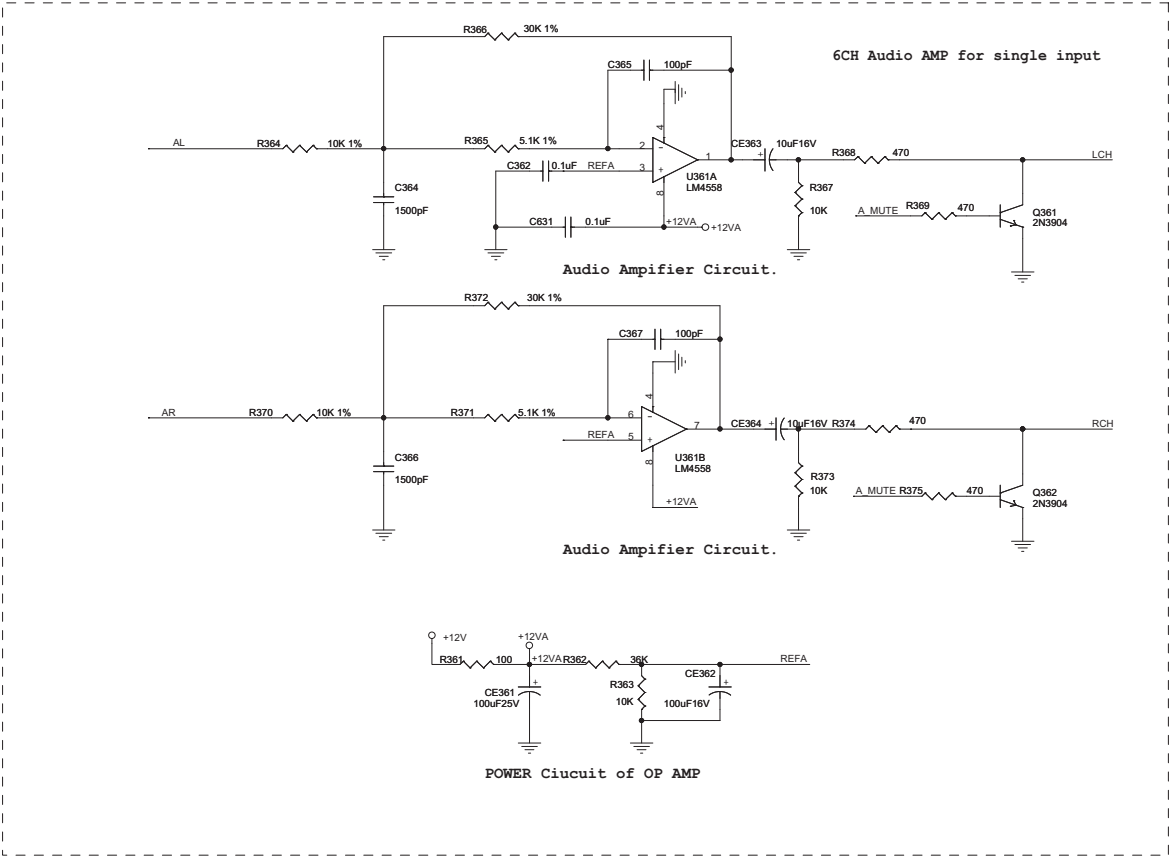 6CH Audio AMP for single input
R366 30K 1%
C365 100pF
4
AL
R364 10K 1%
R365 5.1K 1%
2
-
1
CE363
+
10uF16V
R368 470
LCH
C362 0.1uF REFA 3
+
U361A
LM4558
8
C364
1500pF
R367
10K
A_MUTE R369 470
Q361
2N3904
C631 0.1uF
+12VA
+12VA
Audio Ampifier Circuit.
R372 30K 1%
C367 100pF
4
AR
R370 10K 1%
R371 5.1K 1%
6
-
7
CE364
+
10uF16V R374 470
RCH
REFA 5
+
U361B
LM4558
8
C366
1500pF
R373
10K
A_MUTE R375 470
Q362
2N3904
+12VA
Audio Ampifier Circuit.
+12V
+12VA
R361 100
+12VA R362 36K
REFA
CE361
+
100uF25V
R363
10K
CE362
+
100uF16V
POWER Ciucuit of OP AMP